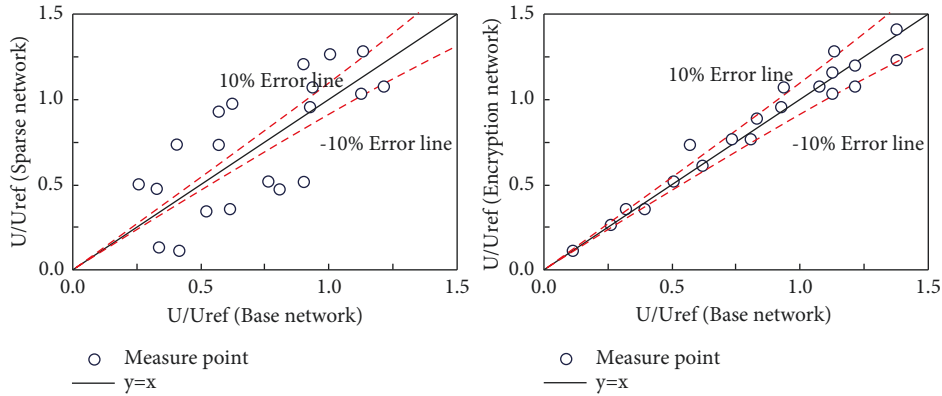 1.5
1.0
0.5
0.0
U/Uref (Sparse network)
10% Error line
-10% Error line
0.0 0.5 1.0 1.5
U/Uref (Base network)
Measure point
y=x
1.5
1.0
0.5
0.0
U/Uref (Encryption network)
10% Error line
-10% Error line
0.0 0.5 1.0 1.5
U/Uref (Base network)
Measure point
y=x